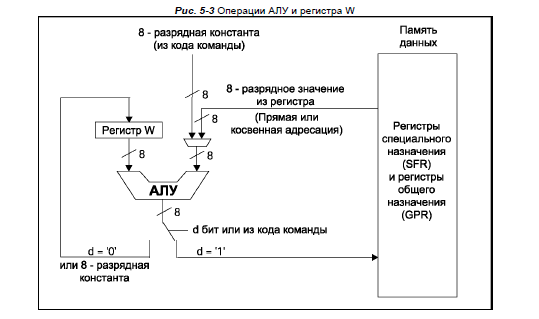 Рис. 5-3 Операции АЛУ и регистра W
8 - разрядная константа
(из кода команды)
Память
данных
8
8 - разрядное значение
из регистра
8
(Прямая или
косвенная адресация)
Регистр W
8
8
Регистры
специального
назначения
(SFR)
и регистры
общего
назначения
(GPR)
АЛУ
8
d бит или из кода команды
d = '0'
или 8 - разрядная
константа
d = '1'